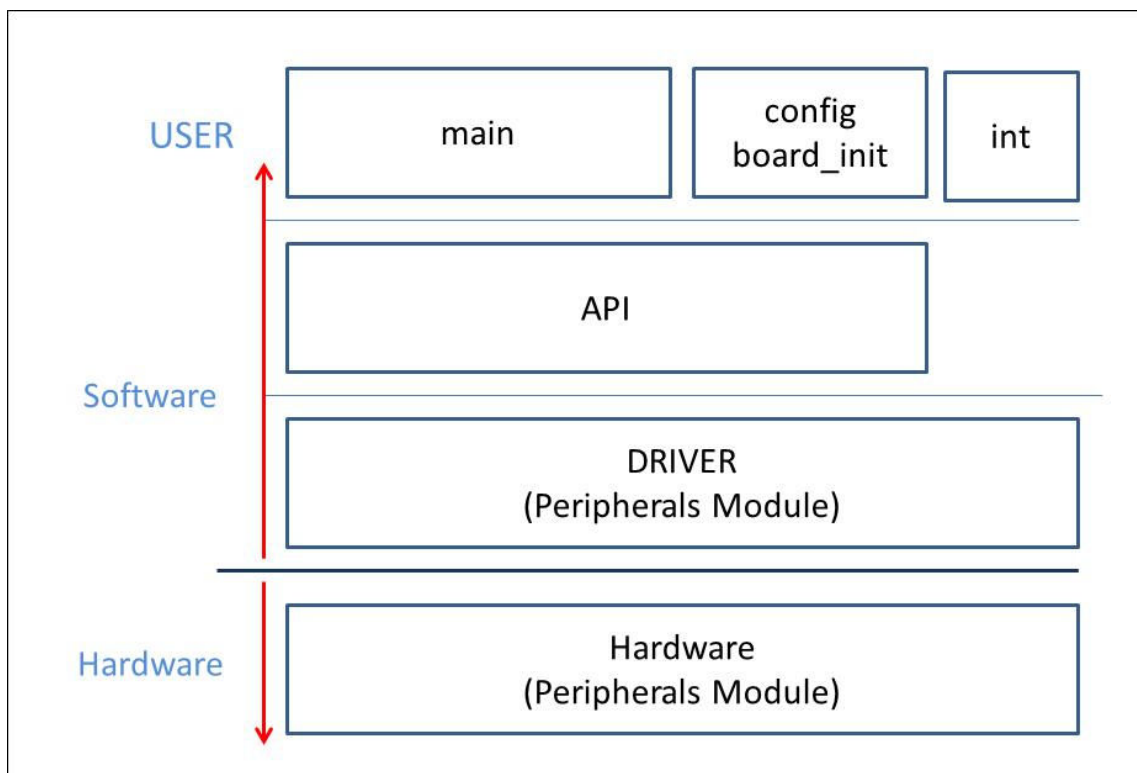 USER
main
config
board_init
int
API
Software
DRIVER
(Peripherals Module)
Hardware
Hardware
(Peripherals Module)